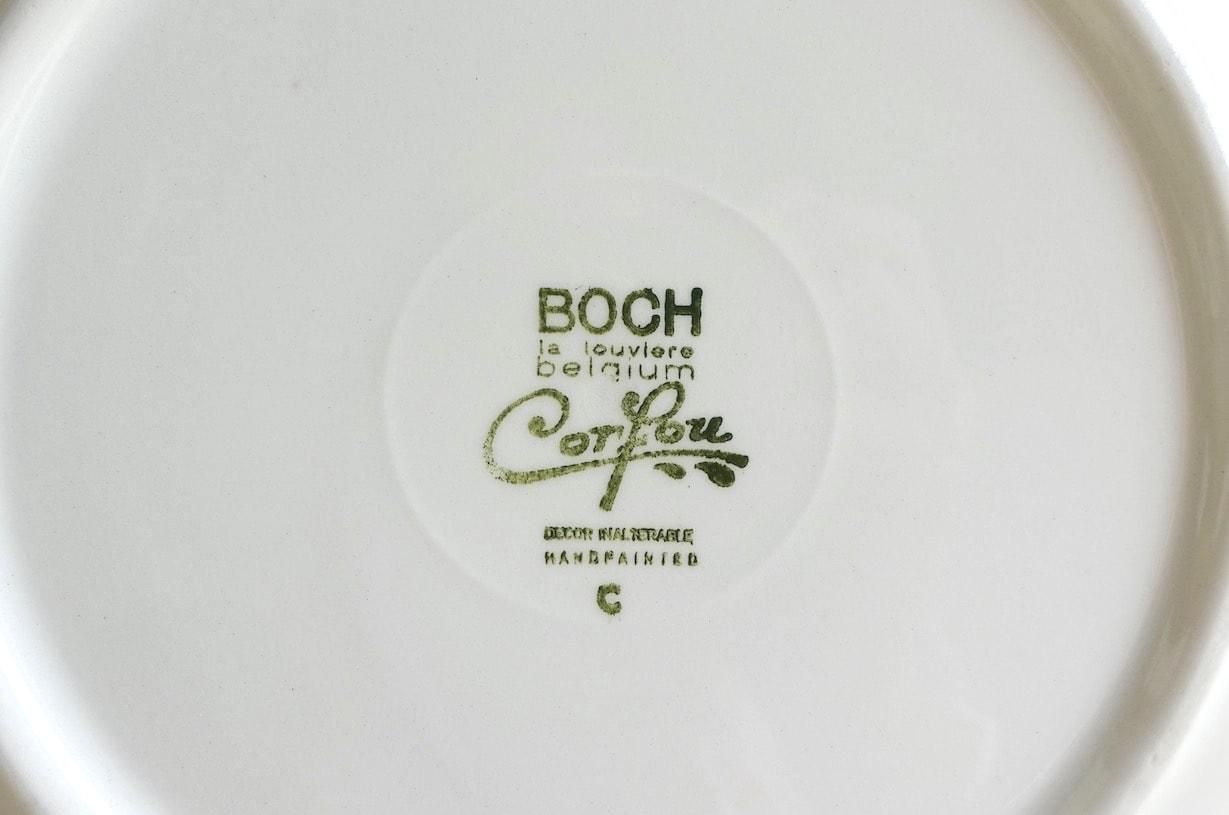 BOCH
la louviere
belgium
Corfou
DECOR INALTERABLE
HANDPAINTED
C